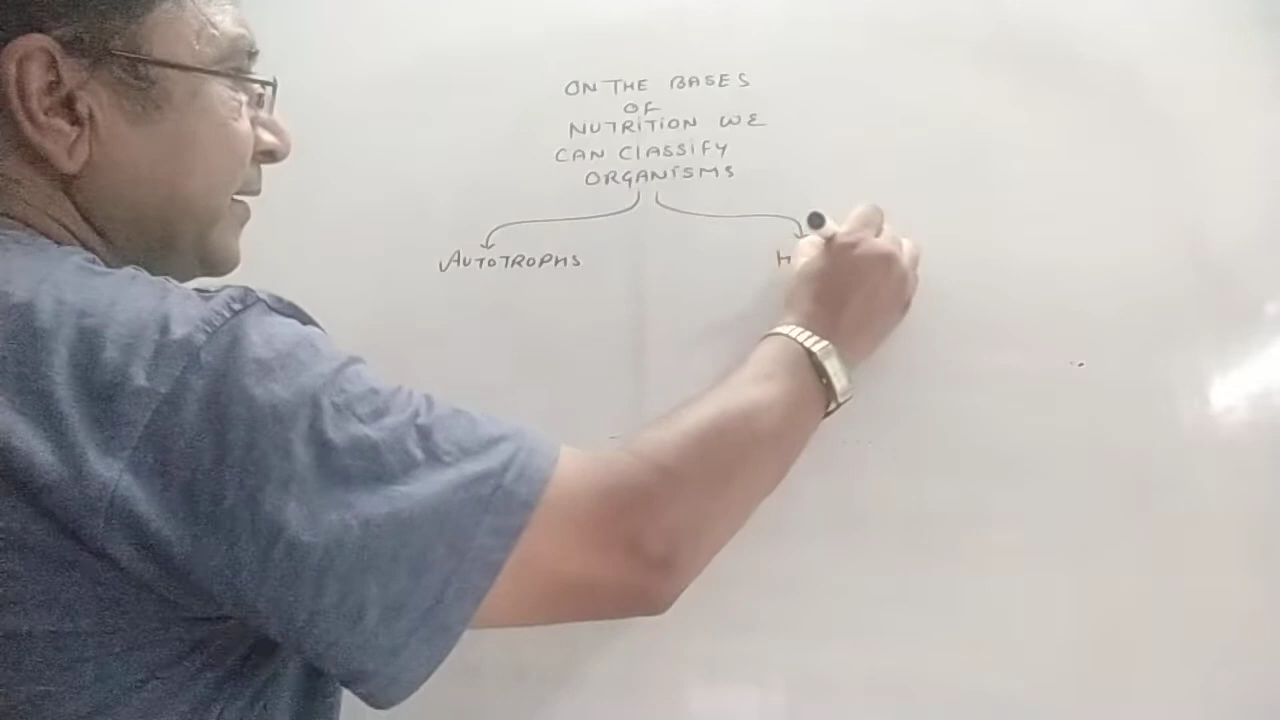 ON THE BASES
OF
NUTRITION WE
CAN CLASSIFY
ORGANISMS
AUTOTROPHS
H